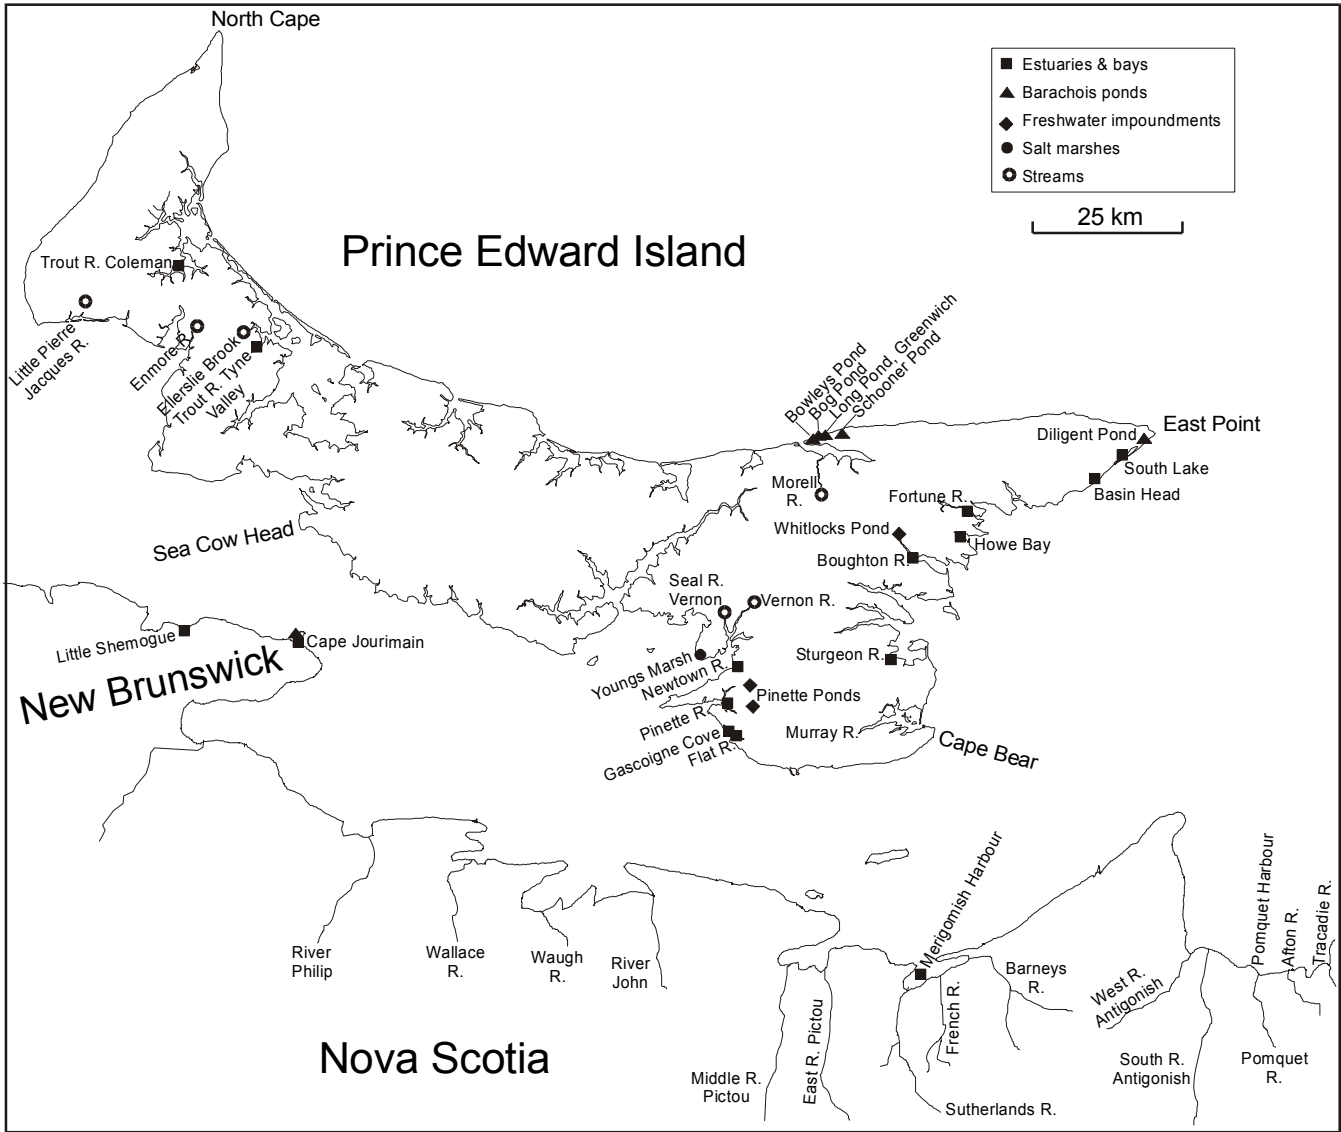 North Cape
Estuaries & bays
Barachois ponds
Freshwater impoundments
Salt marshes
Streams
25 km
Prince Edward Island
Trout R. Coleman
Little Pierre
Jacques R.
Enmore R.
Ellerslie Brook
Trout R. Tyne
Valley
Bowleys Pond
Bog Pond
Long Pond, Greenwich
Schooner Pond
East Point
Diligent Pond
South Lake
Basin Head
Morell
R.
Fortune R.
Whitlocks Pond
Howe Bay
Boughton R.
Sea Cow Head
Seal R.
Vernon
Vernon R.
Little Shemogue
Cape Jourimain
New Brunswick
Youngs Marsh
Newtown R.
Sturgeon R.
Pinette Ponds
Pinette R.
Gascoigne Cove
Flat R.
Murray R.
Cape Bear
River
Philip
Wallace
R.
Waugh
R.
River
John
Merigomish Harbour
Barneys
R.
French R.
West R.
Antigonish
Pomquet Harbour
Afton R.
Tracadie R.
Nova Scotia
Middle R.
Pictou
East R. Pictou
Sutherlands R.
South R.
Antigonish
Pomquet
R.